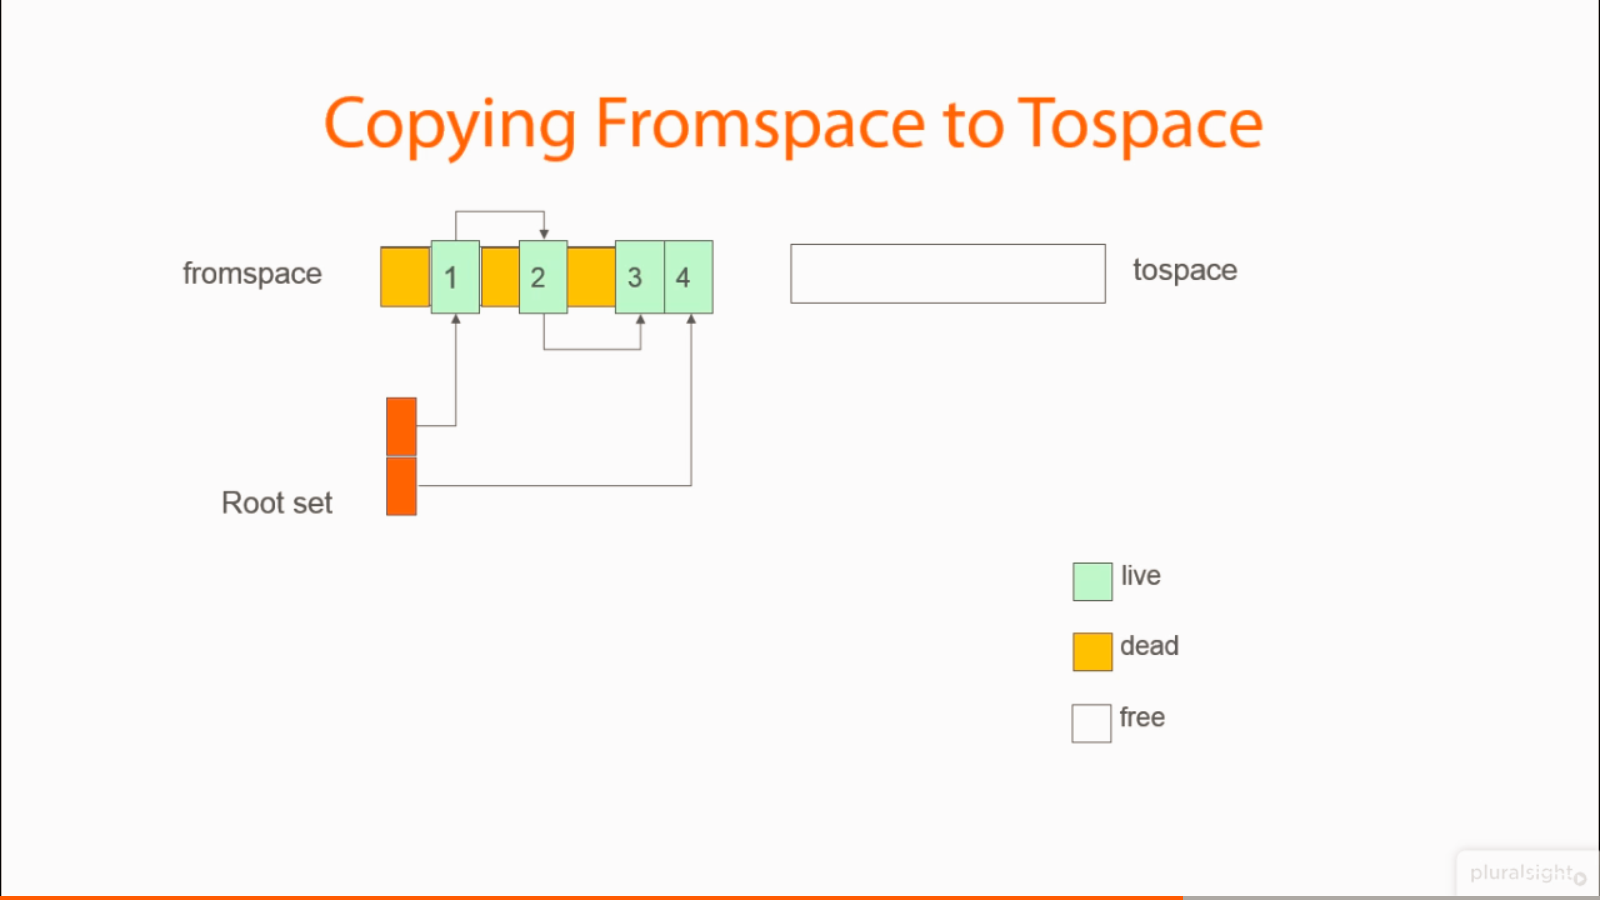 Copying Fromspace to Tospace
fromspace
1
2
3
4
tospace
Root set
live
dead
free
pluralsight